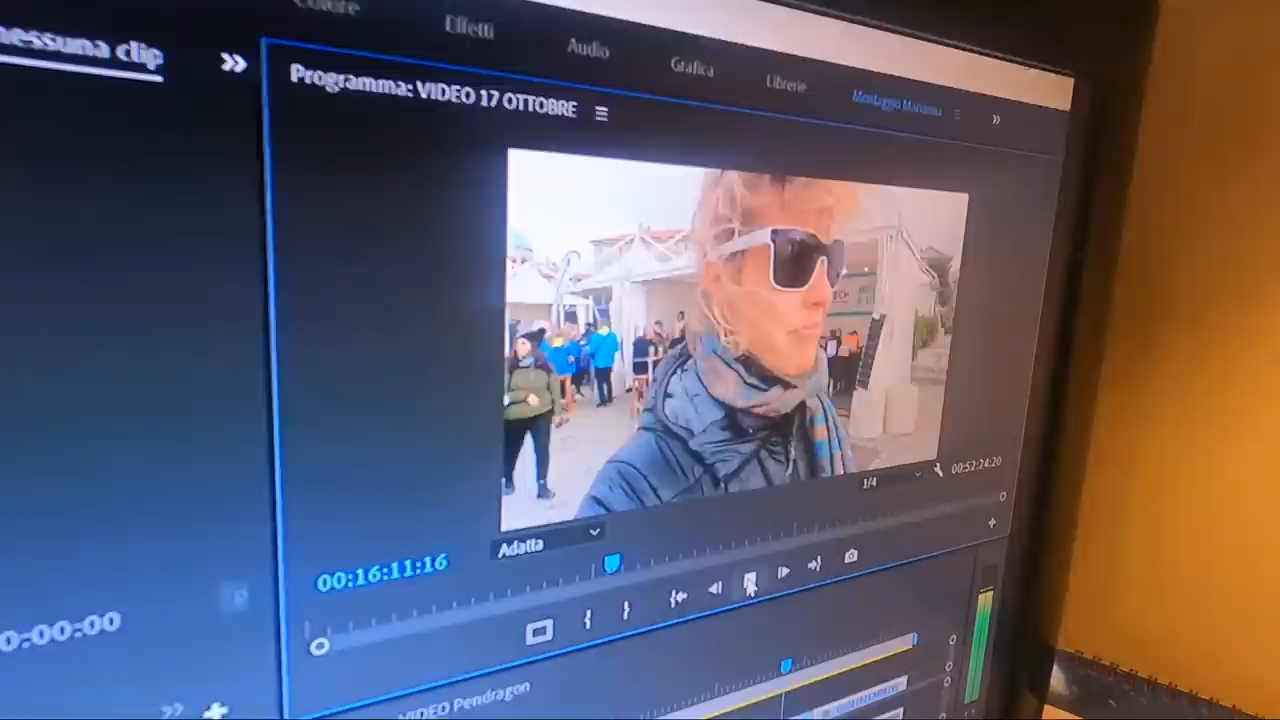 Colore
Effetti
Audio
Grafica
Librerie
Montaggio Marianna
nessuna clip
Programma: VIDEO 17 OTTOBRE
1/4
00:52:24:20
Adatta
00:16:11:16
0:00:00
VIDEO Pendragon